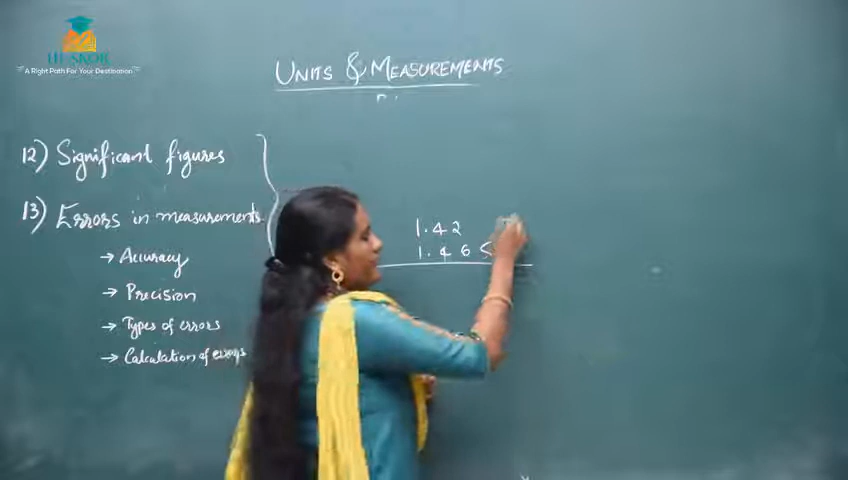 A Right Path For Your Destination
UNITS & MEASUREMENTS
12) Significant figures
13) Errors in measurements
→ Accuracy
→ Precision
→ Types of errors
→ Calculation of errors
1.42
1.465